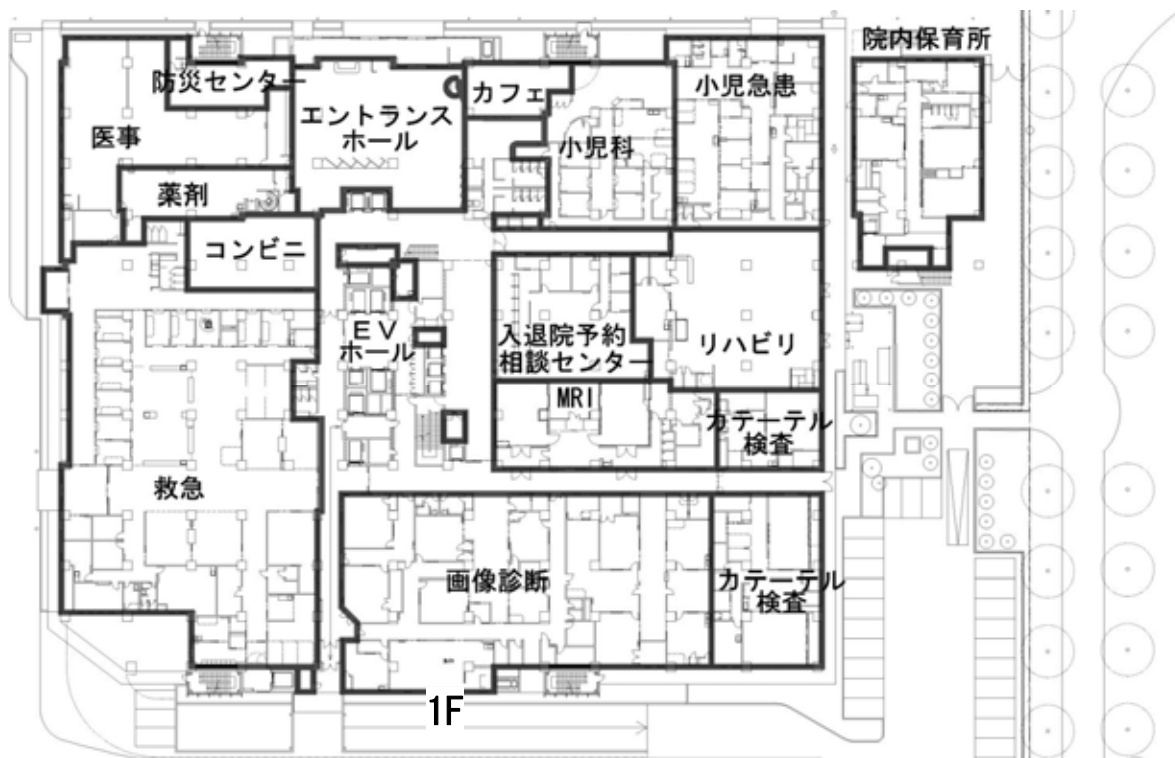 院内保育所
防災センター
カフェ
小児急患
エントランス
ホール
医事
小児科
薬剤
コンビニ
EV
ホール
入退院予約
相談センター
リハビリ
MRI
カテーテル
検査
救急
画像診断
カテーテル
検査
1F